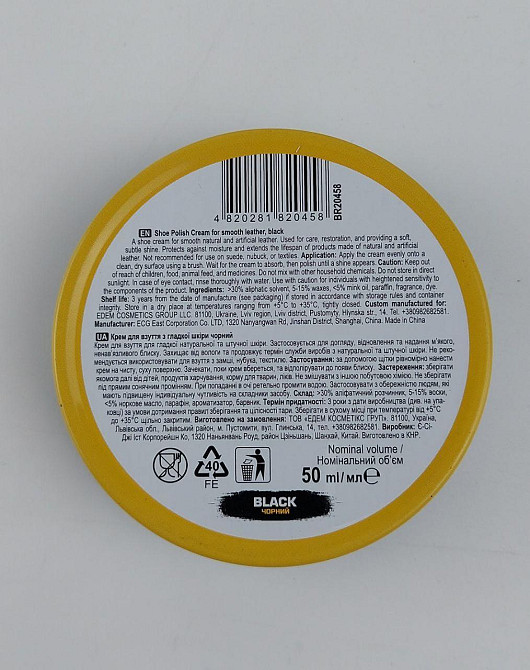 4 820281 820458
BR20458
EN Shoe Polish Cream for smooth leather, black
A shoe cream for smooth natural and artificial leather. Used for care, restoration, and providing a soft,
subtle shine. Protects against moisture and extends the lifespan of products made of natural and artificial
leather. Not recommended for use on suede, nubuck, or textiles. Application: Apply the cream evenly onto a
clean, dry surface using a brush. Wait for the cream to absorb, then polish until a shine appears. Caution: Keep out
of reach of children, food, animal feed, and medicines. Do not mix with other household chemicals. Do not store in direct
sunlight. In case of eye contact, rinse thoroughly with water. Use with caution for individuals with heightened sensitivity to
the components of the product. Ingredients: >30% aliphatic solvent, 5-15% waxes, <5% mink oil, paraffin, fragrance, dye.
Shelf life: 3 years from the date of manufacture (see packaging) if stored in accordance with storage rules and container
integrity. Store in a dry place at temperatures ranging from +5°C to +35°C, tightly closed. Custom manufactured for:
EDEM COSMETICS GROUP LLC. 81100, Ukraine, Lviv region, Lviv district, Pustomyty, Hlynska str., 14. Tel. +380982682581.
Manufacturer: ECG East Corporation Co. LTD, 1320 Nanyangwan Rd, Jinshan District, Shanghai, China. Made in China
UA Крем для взуття з гладкої шкіри чорний
Крем для взуття для гладкої натуральної та штучної шкіри. Застосовується для догляду, відновлення та надання м'якого,
ненав'язливого блиску. Захищає від вологи та продовжує термін служби виробів з натуральної та штучної шкіри. Не реко-
мендується використовувати для взуття з замші, нубука, текстилю. Застосування: за допомогою щітки рівномірно нанести
крем на чисту, суху поверхню. Зачекати, поки крем вбереться, та відполірувати до появи блиску. Застереження: зберігати
якомога далі від дітей, продуктів харчування, корму для тварин, ліків. Не змішувати з іншою побутовою хімією. Не зберігати
під прямим сонячним промінням. При попаданні в очі ретельно промити водою. Застосовувати з обережністю людям, які
мають підвищену індивідуальну чутливість на складники засобу. Склад: >30% аліфатичний розчинник, 5-15% воски,
<5% норкове масло, парафін, ароматизатор, барвник. Термін придатності: 3 роки з дати виробництва (див. на упа-
ковці) за умови дотримання правил зберігання та цілісності тари. Зберігати в сухому місці при температурі від +5°С
до +35°С щільно закритим. Виготовлено на замовлення: ТОВ «ЕДЕМ КОСМЕТІКС ГРУП», 81100, Україна,
Львівська обл., Львівський район, м. Пустомити, вул. Глинська, 14, тел. +380982682581. Виробник: Е-Сі-
Джі Іст Корпорейшн Ко, 1320 Наньянвань Роуд, район Цзіньшань, Шанхай, Китай. Виготовлено в КНР.
40
FE
Nominal volume /
Номінальний об'єм
50 ml/мл℮
BLACK
ЧОРНИЙ